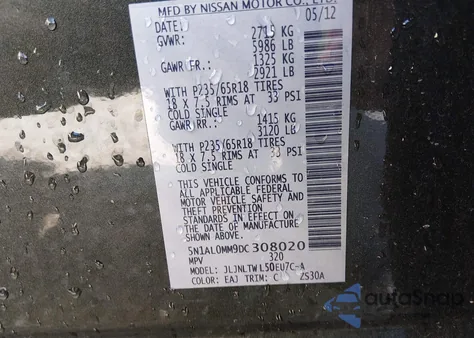 MFD BY NISSAN MOTOR CO., LTD.
05/12
GVWR: 2715 KG
5986 LB
GAWR FR.: 1325 KG
2921 LB
WITH P235/65R18 TIRES
18 X 7.5 RIMS AT 33 PSI
COLD SINGLE
GAWR RR.: 1415 KG
3120 LB
WITH P235/65R18 TIRES
18 X 7.5 RIMS AT 33 PSI
COLD SINGLE
THIS VEHICLE CONFORMS TO
ALL APPLICABLE FEDERAL
MOTOR VEHICLE SAFETY AND
THEFT PREVENTION
STANDARDS IN EFFECT ON
THE DATE OF MANUFACTURE
SHOWN ABOVE.
5N1AL0MM9DC308020
MPV 320
MODEL: JLJNLTWL50EU7C-A
COLOR: EAJ TRIM: C ZS30A
autoSnap